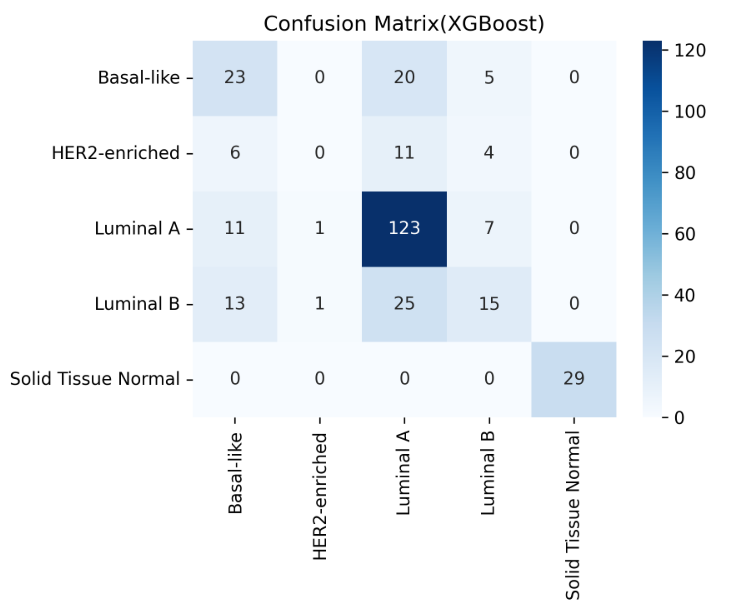 Confusion Matrix(XGBoost)
Basal-like 23 0 20 5 0
HER2-enriched 6 0 11 4 0
Luminal A 11 1 123 7 0
Luminal B 13 1 25 15 0
Solid Tissue Normal 0 0 0 0 29
Basal-like
HER2-enriched
Luminal A
Luminal B
Solid Tissue Normal
120
100
80
60
40
20
0